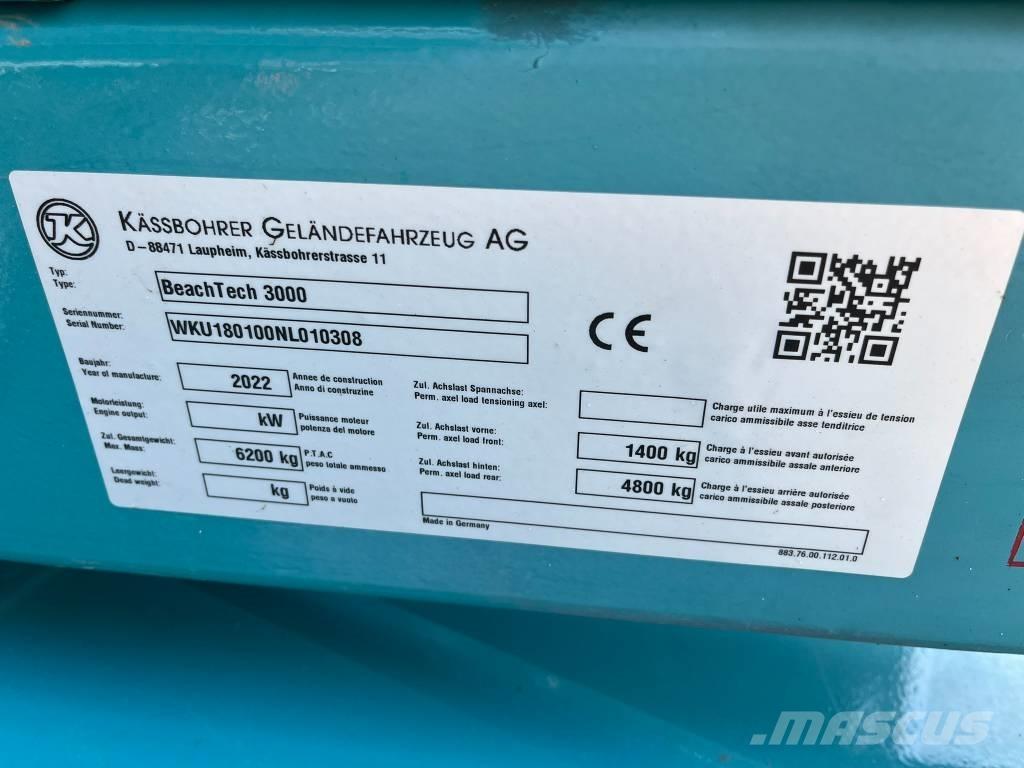 K
KÄSSBOHRER GELÄNDEFAHRZEUG AG
D-88471 Laupheim, Kässbohrerstrasse 11
Typ:
Type:
BeachTech 3000
Seriennummer:
Serial Number:
WKU180100NL010308
CE
Baujahr:
Year of manufacture:
2022
Annee de construction
Anno di construzine
Motorleistung:
Engine output:
kW
Puissance moteur
potenza del motore
Zul. Gesamtgewicht:
Max. Mass:
6200 kg
P.T.A.C
peso totale ammesso
Leergewicht:
Dead weight:
kg
Poids à vide
peso a vuoto
Zul. Achslast Spannachse:
Perm. axel load tensioning axel:
Charge utile maximum à l'essieu de tension
carico ammissibile asse tenditrice
Zul. Achslast vorne:
Perm. axel load front:
1400 kg
Charge à l'essieu avant autorisée
carico ammissibile assale anteriore
Zul. Achslast hinten:
Perm. axel load rear:
4800 kg
Charge à l'essieu arrière autorisée
carico ammissibile assale posteriore
Made in Germany
883.76.00.112.01.0
MASCUS